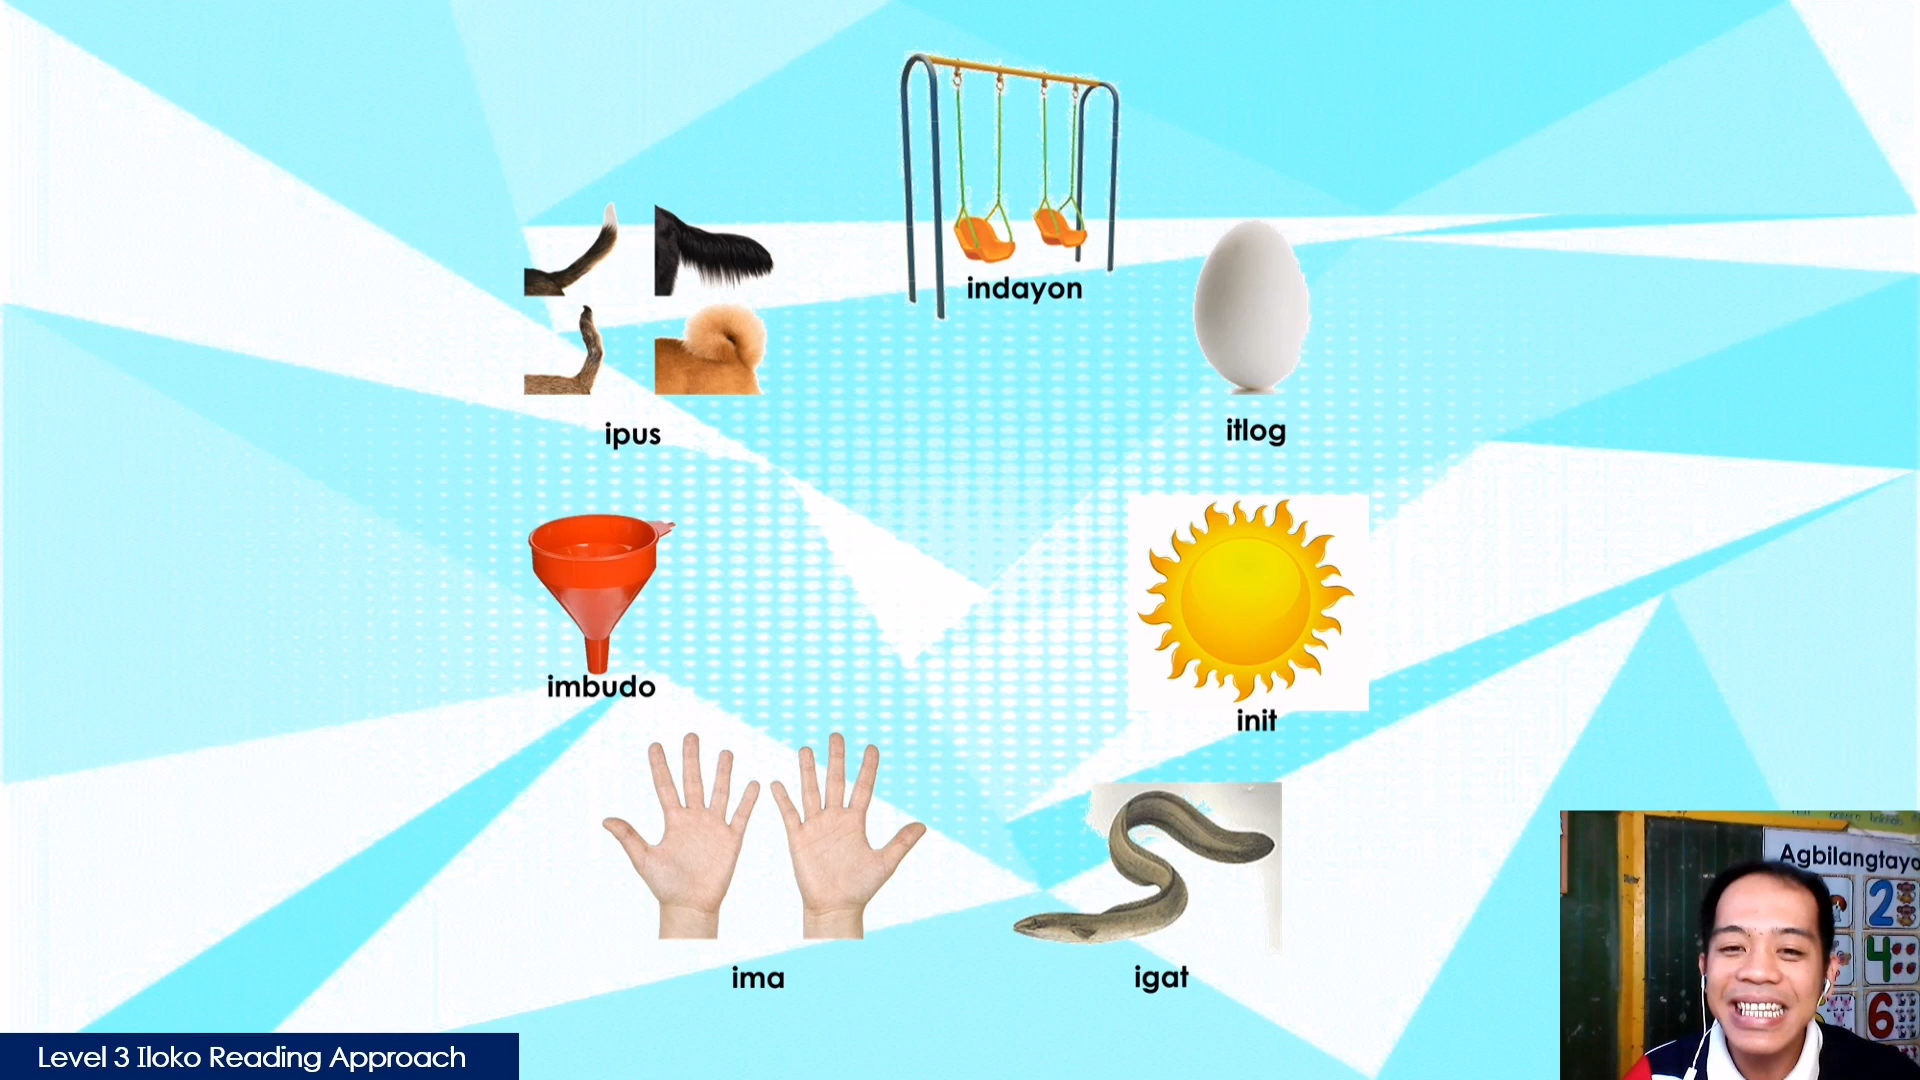 indayon
ipus
itlog
imbudo
init
ima
igat
Agbilangtayo
2
4
6
Level 3 Iloko Reading Approach